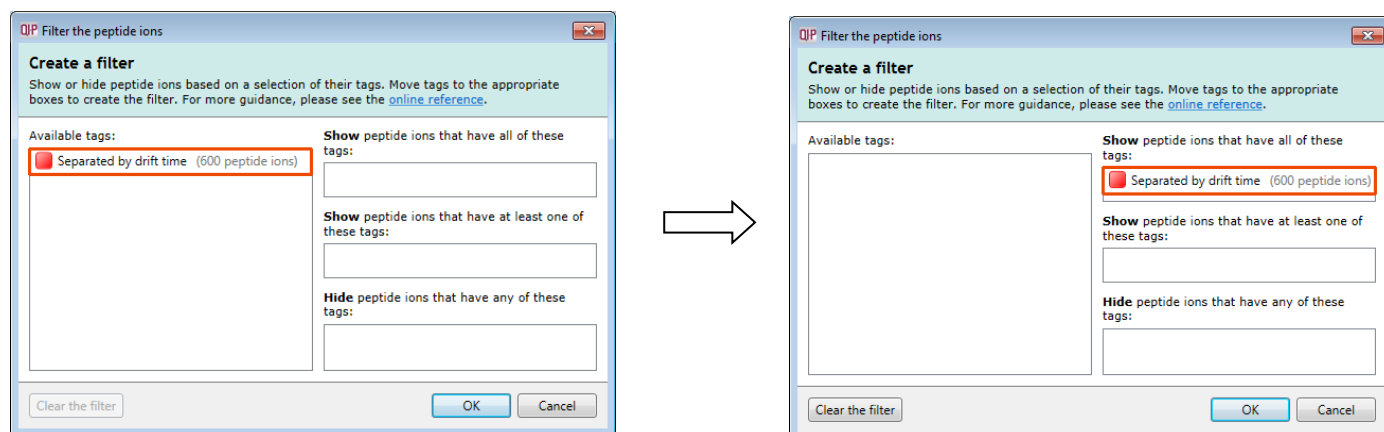 QIP Filter the peptide ions
Create a filter
Show or hide peptide ions based on a selection of their tags. Move tags to the appropriate
boxes to create the filter. For more guidance, please see the online reference.
Available tags:
Separated by drift time (600 peptide ions)
Show peptide ions that have all of these
tags:
Show peptide ions that have at least one of
these tags:
Hide peptide ions that have any of these
tags:
Clear the filter
OK
Cancel
QIP Filter the peptide ions
Create a filter
Show or hide peptide ions based on a selection of their tags. Move tags to the appropriate
boxes to create the filter. For more guidance, please see the online reference.
Available tags:
Show peptide ions that have all of these
tags:
Separated by drift time (600 peptide ions)
Show peptide ions that have at least one of
these tags:
Hide peptide ions that have any of these
tags:
Clear the filter
OK
Cancel